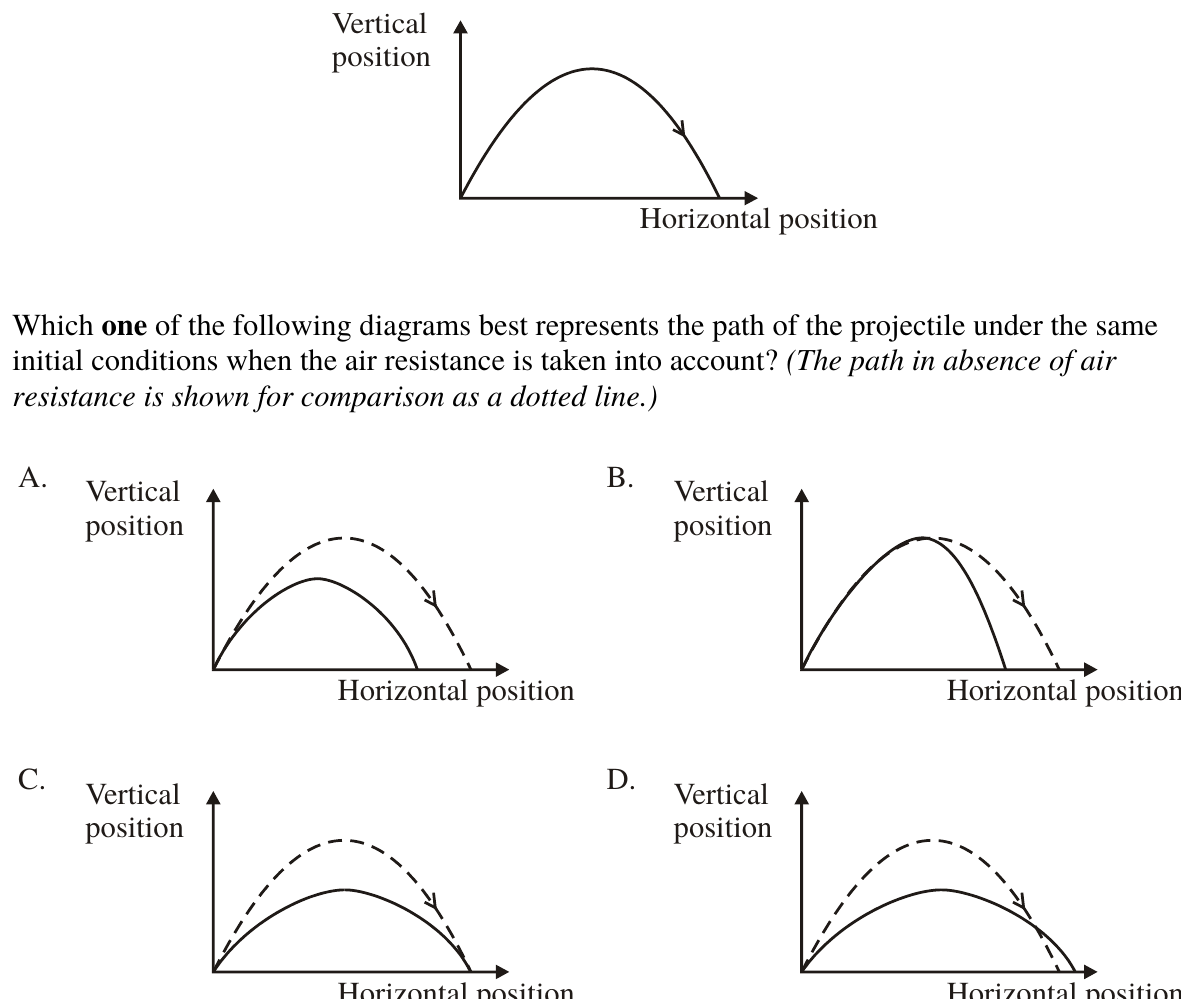 Vertical
position
Horizontal position
Which one of the following diagrams best represents the path of the projectile under the same
initial conditions when the air resistance is taken into account? (The path in absence of air
resistance is shown for comparison as a dotted line.)
A.
Vertical
position
Horizontal position
B.
Vertical
position
Horizontal position
C.
Vertical
position
Horizontal position
D.
Vertical
position
Horizontal position